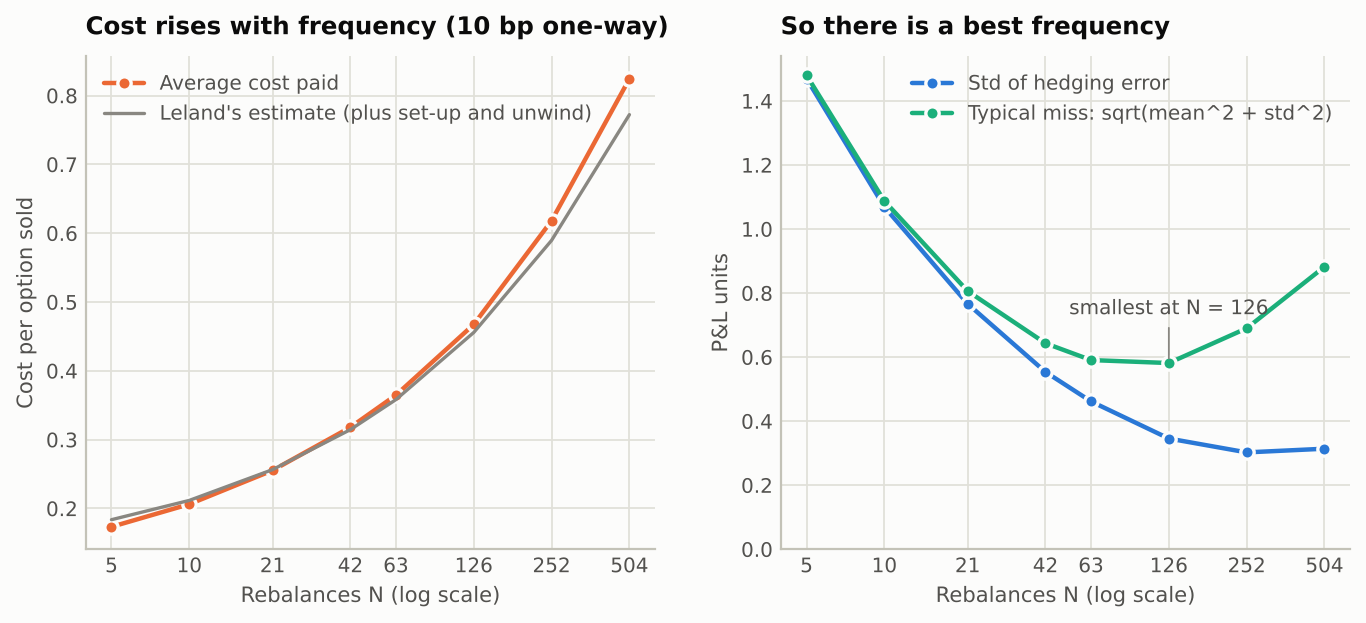 Cost rises with frequency (10 bp one-way)
Average cost paid
Leland's estimate (plus set-up and unwind)
Cost per option sold
0.8
0.7
0.6
0.5
0.4
0.3
0.2
5 10 21 42 63 126 252 504
Rebalances N (log scale)
So there is a best frequency
Std of hedging error
Typical miss: sqrt(mean^2 + std^2)
smallest at N = 126
P&L units
1.4
1.2
1.0
0.8
0.6
0.4
0.2
0.0
5 10 21 42 63 126 252 504
Rebalances N (log scale)